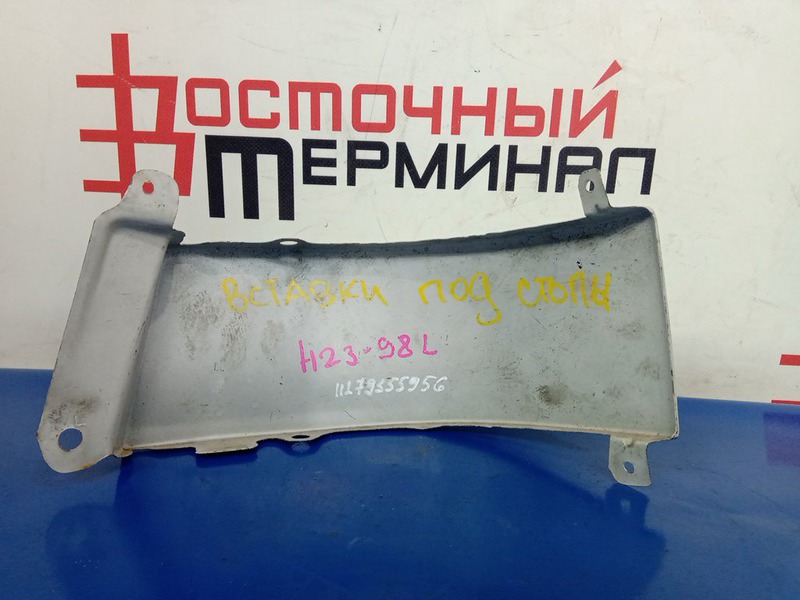 ВОСТОЧНЫЙ
ТЕРМИНАЛ
ВСТАВКИ ПОД СТОПЫ
H23-98L
1179555956